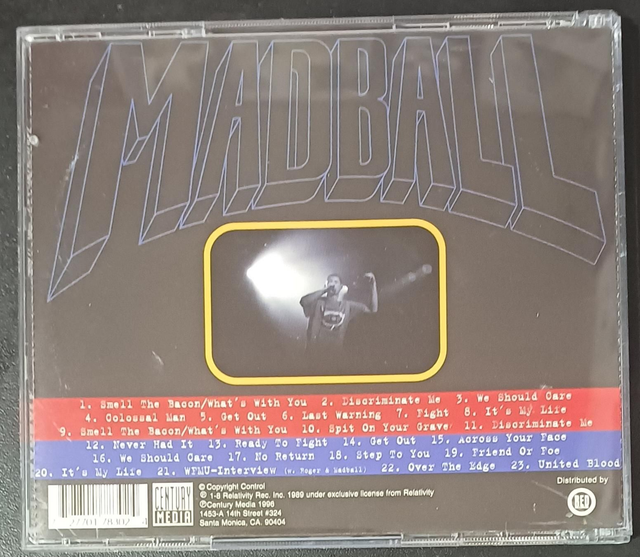 MADBALL
1. Smell The Bacon/What's With You 2. Discriminate Me 3. We Should Care
4. Colossal Man 5. Get Out 6. Last Warning 7. Fight 8. It's My Life
9. Smell The Bacon/What's With You 10. Spit On Your Grave 11. Discriminate Me
12. Never Had It 13. Ready To Fight 14. Get Out 15. Across Your Face
16. We Should Care 17. No Return 18. Step To You 19. Friend Or Foe
20. It's My Life 21. WFMU-Interview (w. Roger & Madball) 22. Over The Edge 23. United Blood
Distributed by
RED
CENTURY
MEDIA
© Copyright Control
℗ 1-8 Relativity Rec. Inc. 1989 under exclusive license from Relativity
℗Century Media 1996
1453-A 14th Street #324
Santa Monica, CA. 90404